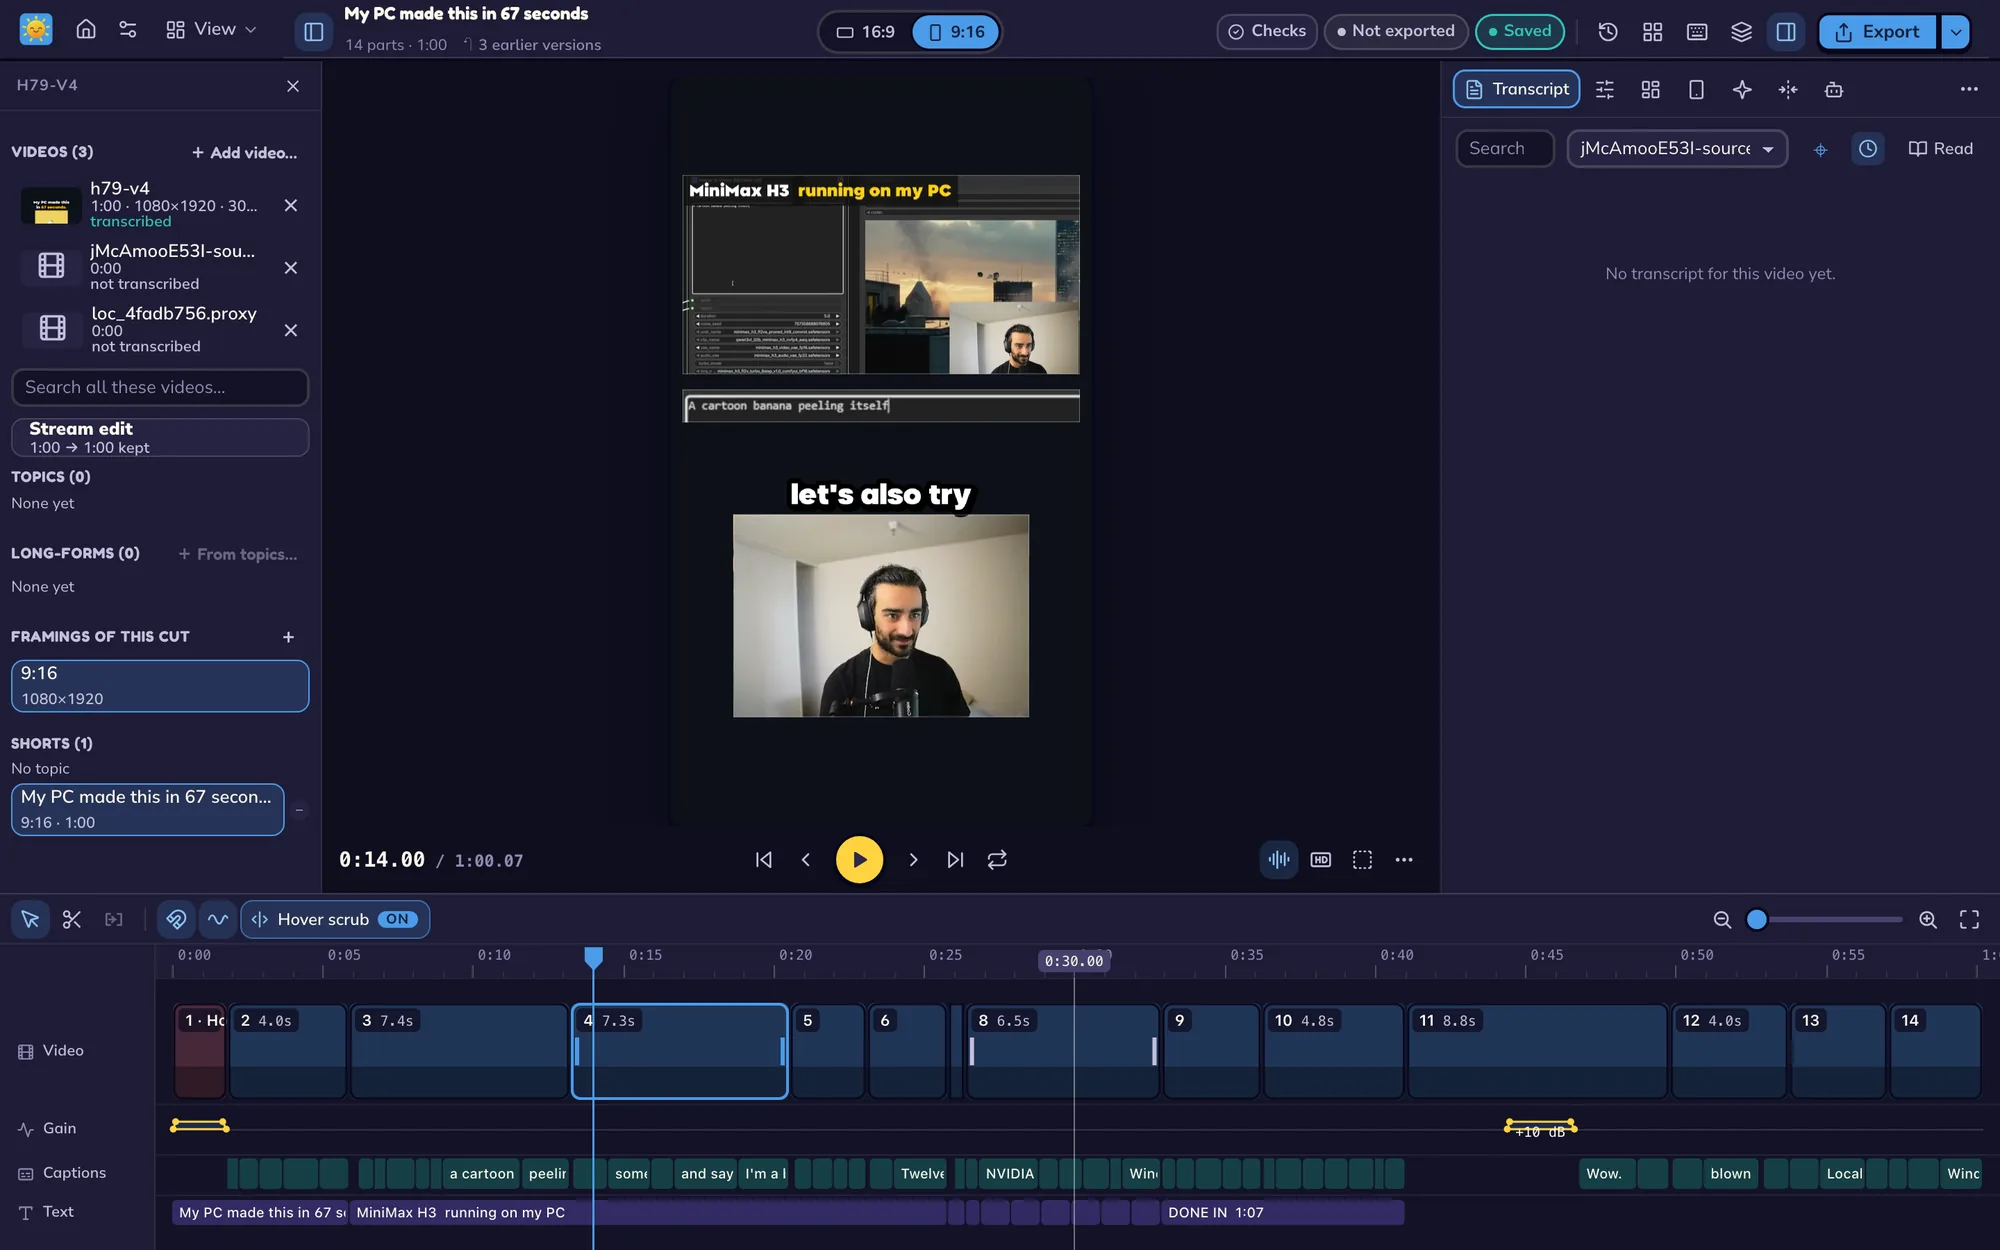 View
My PC made this in 67 seconds
14 parts · 1:00
3 earlier versions
16:9
9:16
Checks
Not exported
Saved
Export
H79-V4
VIDEOS (3)
+ Add video...
h79-v4
1:00 · 1080×1920 · 30...
transcribed
jMcAmooE53I-sou...
0:00
not transcribed
loc_4fadb756.proxy
0:00
not transcribed
Search all these videos...
Stream edit
1:00 → 1:00 kept
TOPICS (0)
None yet
LONG-FORMS (0)
+ From topics...
None yet
FRAMINGS OF THIS CUT
+
9:16
1080×1920
SHORTS (1)
No topic
My PC made this in 67 secon...
9:16 · 1:00
MiniMax H3 running on my PC
A cartoon banana peeling itself
let's also try
0:14.00 / 1:00.07
HD
Transcript
Search
jMcAmooE53I-source
Read
No transcript for this video yet.
Hover scrub ON
0:00 0:05 0:10 0:15 0:20 0:25 0:30.00 0:35 0:40 0:45 0:50 0:55 1:
Video
1 · Ho
2 4.0s
3 7.4s
4 7.3s
5
6
8 6.5s
9
10 4.8s
11 8.8s
12 4.0s
13
14
Gain
+10 dB
Captions
a cartoon
peelin
some
and say
I'm a
Twelve
NVIDIA
Win
Wow.
blown
Local
Winc
Text
My PC made this in 67 s
MiniMax H3 running on my PC
DONE IN 1:07